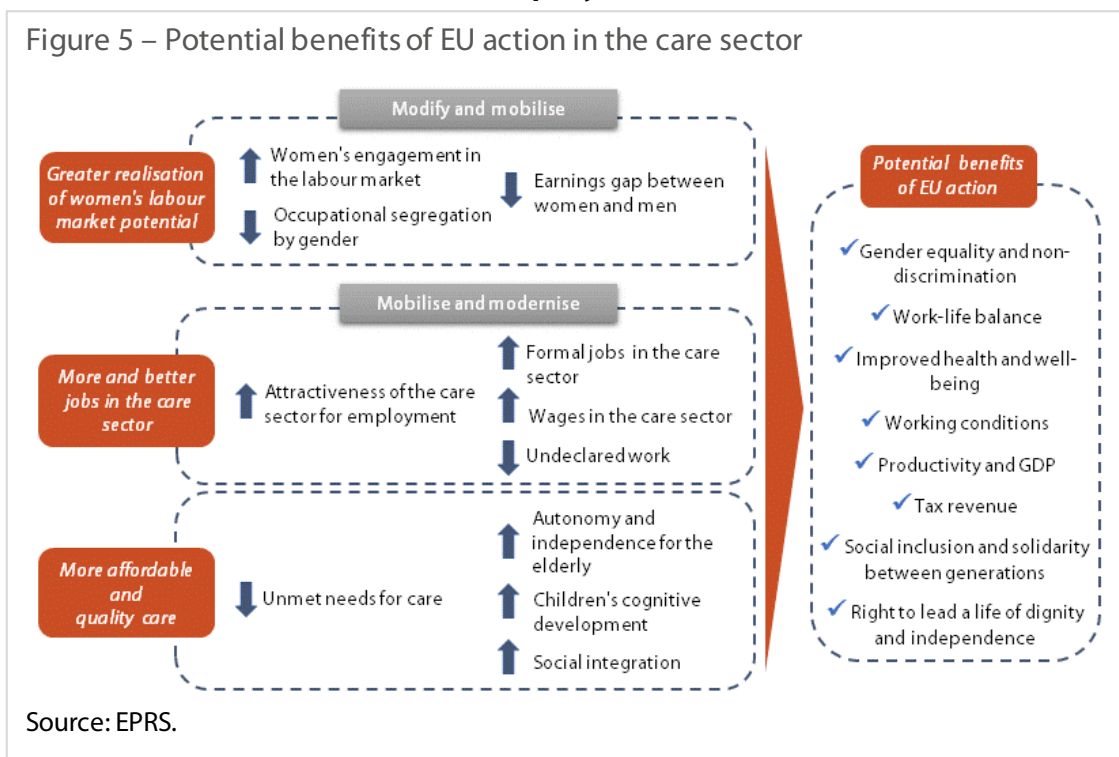 Figure 5 – Potential benefits of EU action in the care sector
Modify and mobilise
Greater realisation
of women's labour
market potential
Women's engagement in
the labour market
Occupational segregation
by gender
Earnings gap between
women and men
Mobilise and modernise
More and better
jobs in the care
sector
Attractiveness of the care
sector for employment
Formal jobs in the care
sector
Wages in the care sector
Undeclared work
More affordable
and
quality care
Unmet needs for care
Autonomy and
independence for the
elderly
Children's cognitive
development
Social integration
Potential benefits
of EU action
Gender equality and non-
discrimination
Work-life balance
Improved health and well-
being
Working conditions
Productivity and GDP
Tax revenue
Social inclusion and solidarity
between generations
Right to lead a life of dignity
and independence
Source: EPRS.